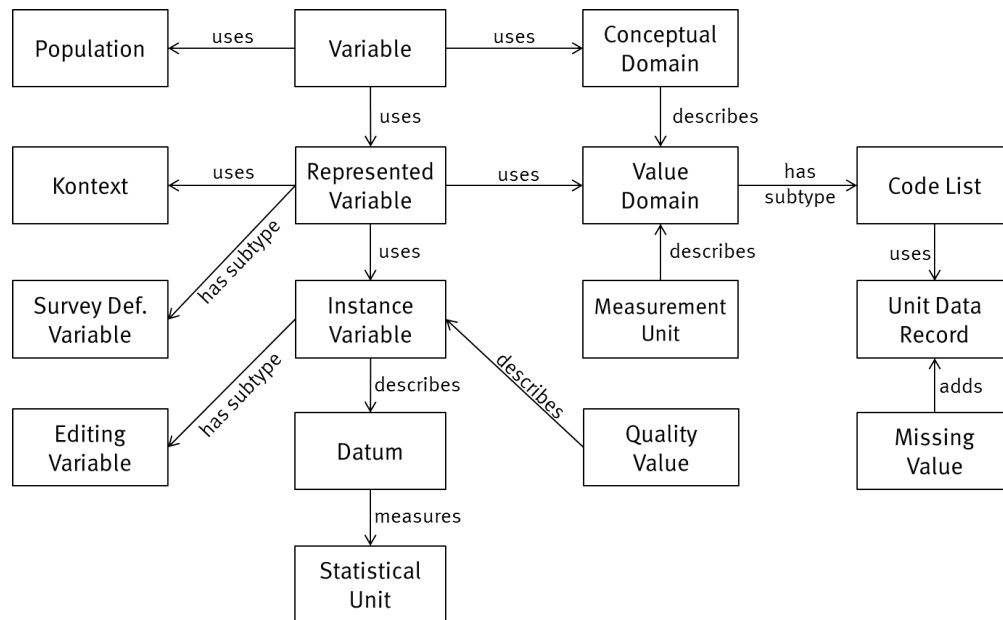 Population
uses
Variable
uses
Conceptual
Domain
uses
describes
Kontext
uses
Represented
Variable
uses
Value
Domain
has
subtype
Code List
has subtype
uses
describes
uses
Survey Def.
Variable
Instance
Variable
Measurement
Unit
Unit Data
Record
has subtype
describes
describes
adds
Editing
Variable
Datum
Quality
Value
Missing
Value
measures
Statistical
Unit